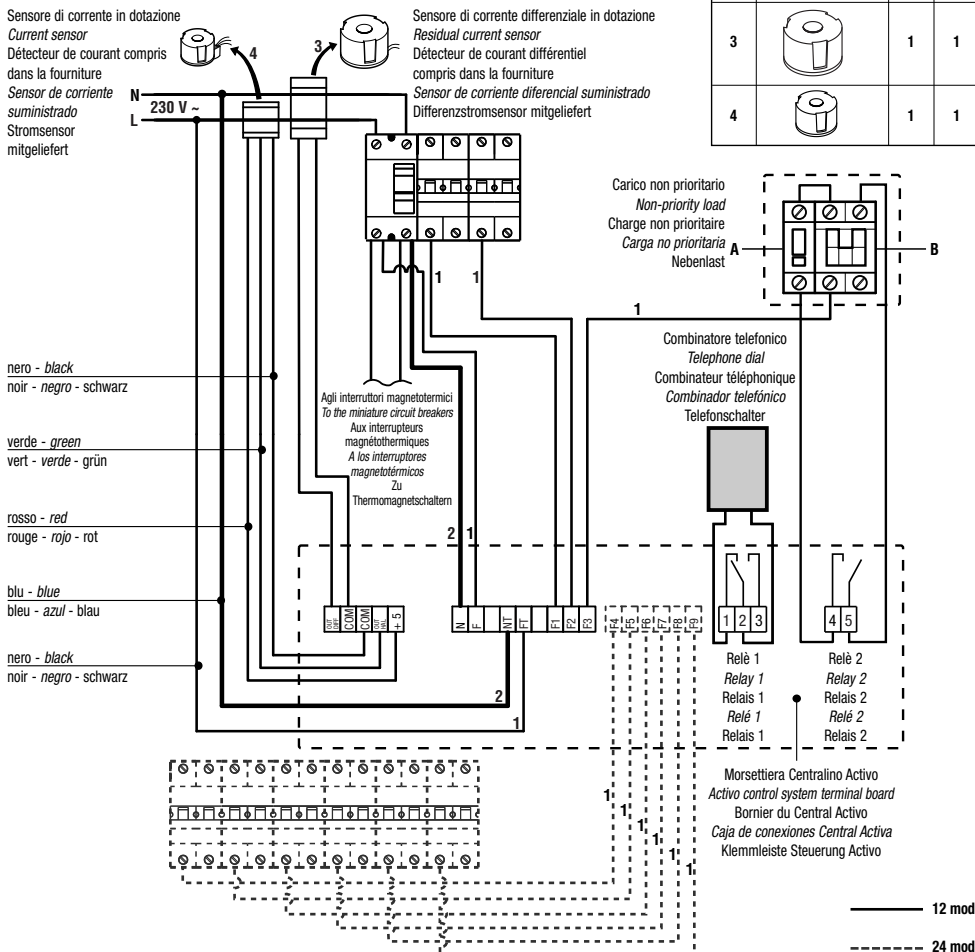 Sensore di corrente in dotazione
Current sensor
Détecteur de courant compris
dans la fourniture
Sensor de corriente
suministrado
Stromsensor
mitgeliefert
4
3
Sensore di corrente differenziale in dotazione
Residual current sensor
Détecteur de courant différentiel
compris dans la fourniture
Sensor de corriente diferencial suministrado
Differenzstromsensor mitgeliefert
3 1 1
4 1 1
N
230 V ~
L
Carico non prioritario
Non-priority load
Charge non prioritaire
Carga no prioritaria
Nebenlast
A
B
1
1
1
Combinatore telefonico
Telephone dial
Combinateur téléphonique
Combinador telefónico
Telefonschalter
nero - black
noir - negro - schwarz
verde - green
vert - verde - grün
rosso - red
rouge - rojo - rot
blu - blue
bleu - azul - blau
nero - black
noir - negro - schwarz
Agli interruttori magnetotermici
To the miniature circuit breakers
Aux interrupteurs
magnétothermiques
A los interruptores
magnetotérmicos
Zu
Thermomagnetschaltern
2 1
OUT DIFF
COM
COM
OUT HAL
+ 5
N
F
NT
FT
F1
F2
F3
F4
F5
F6
F7
F8
F9
1 2 3
4 5
2
1
Relè 1
Relay 1
Relais 1
Relé 1
Relais 1
Relè 2
Relay 2
Relais 2
Relé 2
Relais 2
Morsettiera Centralino Activo
Activo control system terminal board
Bornier du Central Activo
Caja de conexiones Central Activa
Klemmleiste Steuerung Activo
1
1
1
1
1
1
12 mod
24 mod